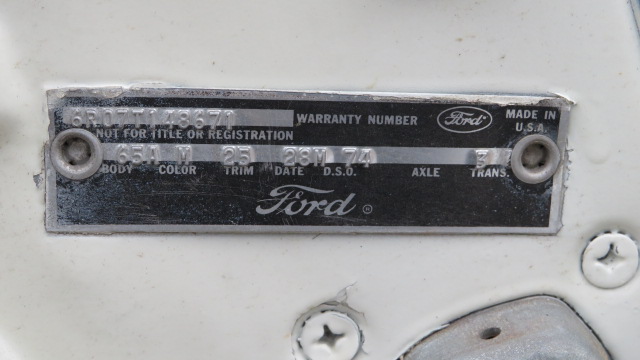 6R07T148671 WARRANTY NUMBER Ford MADE IN U.S.A.
NOT FOR TITLE OR REGISTRATION
65A M 25 28M 74
BODY COLOR TRIM DATE D.S.O. AXLE TRANS.
Ford ®